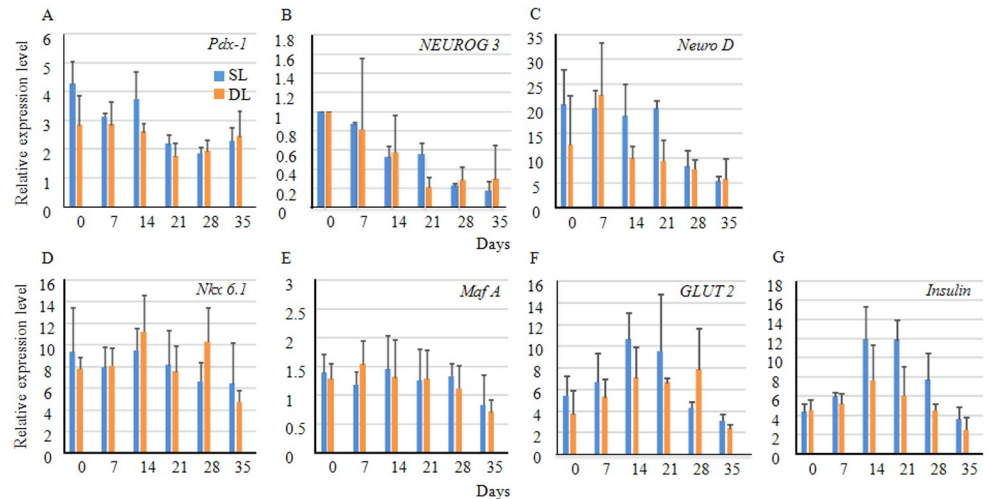 A
Pdx-1
Relative expression level
6
5
4
3
2
1
0
SL
DL
0 7 14 21 28 35
B
NEUROG 3
1.8
1.6
1.4
1.2
1
0.8
0.6
0.4
0.2
0
0 7 14 21 28 35
C
Neuro D
35
30
25
20
15
10
5
0
0 7 14 21 28 35
Days
D
Nkx 6.1
Relative expression level
16
14
12
10
8
6
4
2
0
0 7 14 21 28 35
E
Maf A
3
2.5
2
1.5
1
0.5
0
0 7 14 21 28 35
F
GLUT 2
16
14
12
10
8
6
4
2
0
0 7 14 21 28 35
G
Insulin
18
16
14
12
10
8
6
4
2
0
0 7 14 21 28 35
Days